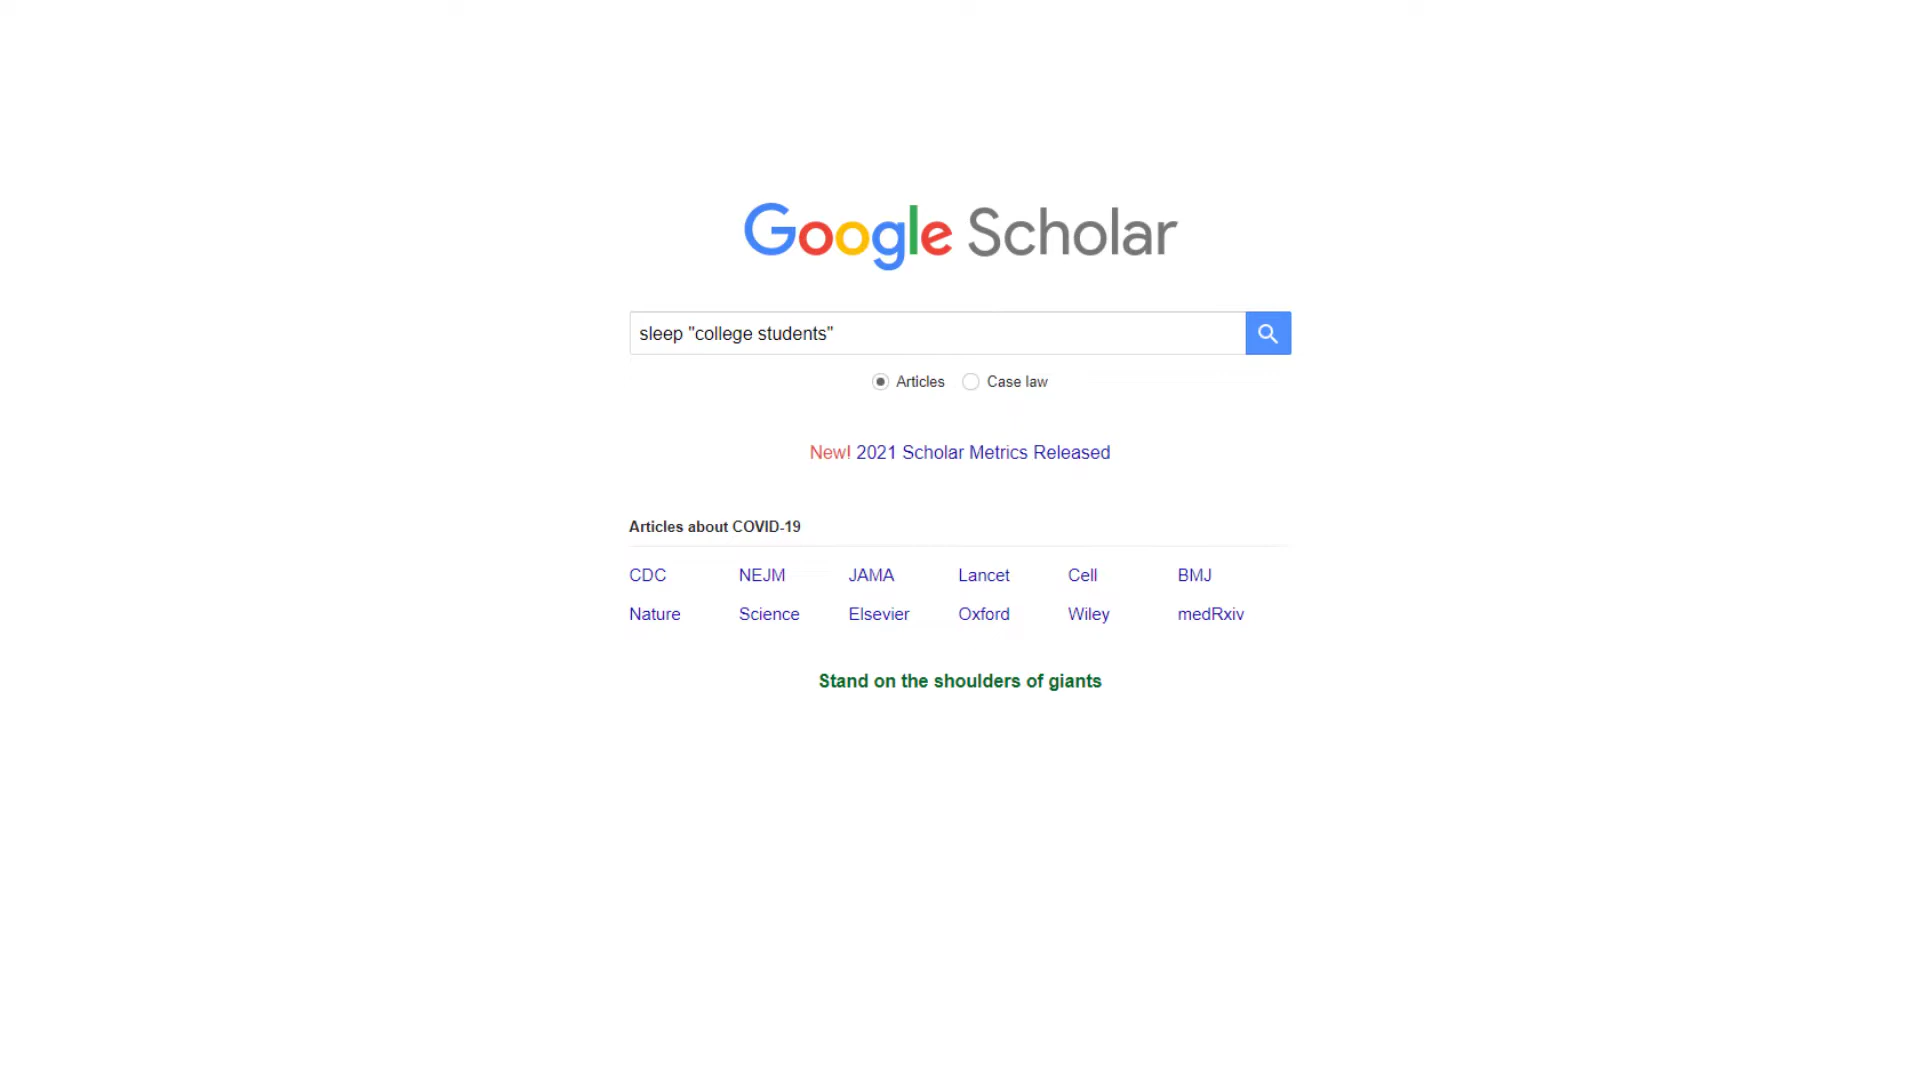 Google Scholar
sleep "college students"
Articles Case law
New! 2021 Scholar Metrics Released
Articles about COVID-19
CDC NEJM JAMA Lancet Cell BMJ
Nature Science Elsevier Oxford Wiley medRxiv
Stand on the shoulders of giants